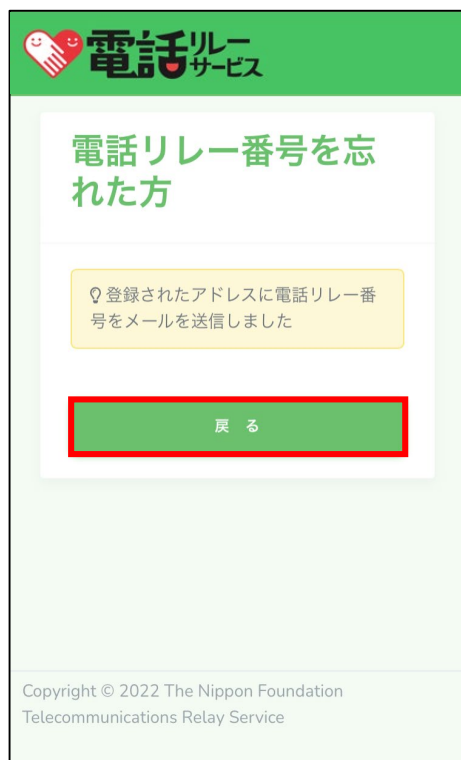 電話リレーサービス
電話リレー番号を忘
れた方
登録されたアドレスに電話リレー番
号をメールを送信しました
戻 る
Copyright © 2022 The Nippon Foundation
Telecommunications Relay Service